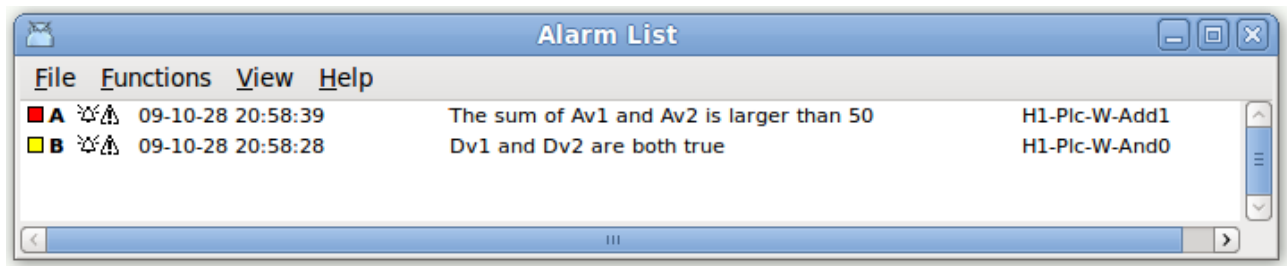 Alarm List
File Functions View Help
A 09-10-28 20:58:39 The sum of Av1 and Av2 is larger than 50 H1-Plc-W-Add1
B 09-10-28 20:58:28 Dv1 and Dv2 are both true H1-Plc-W-And0